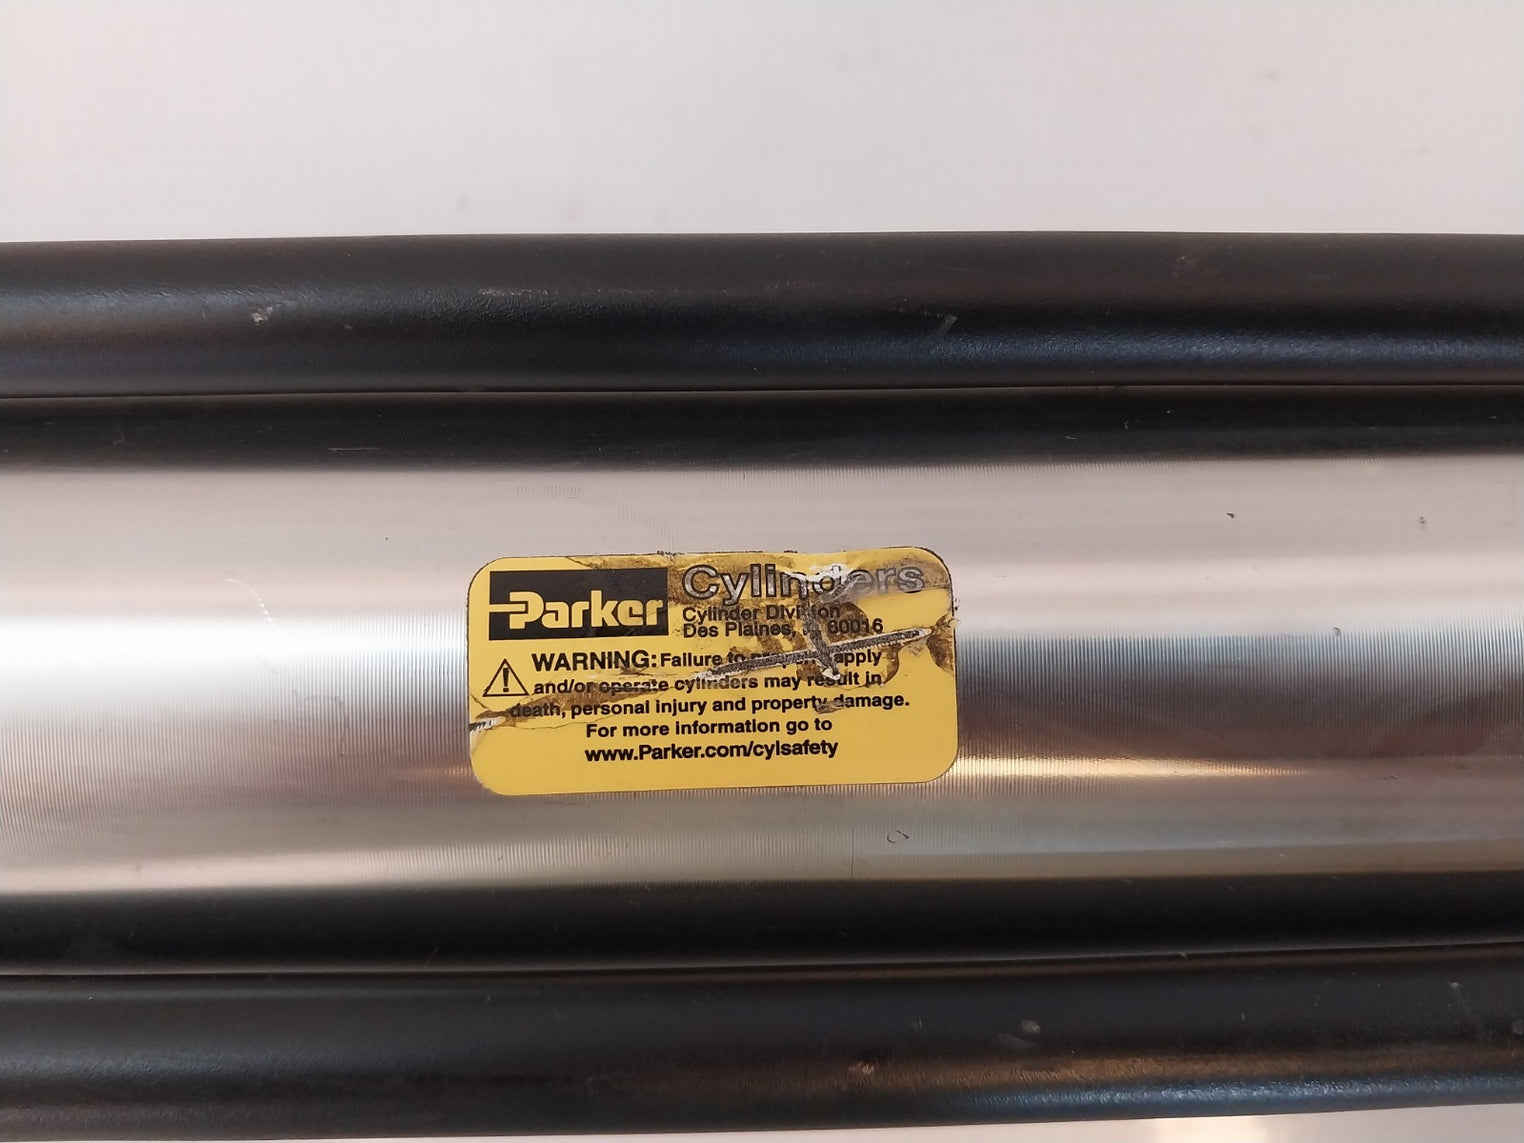 Parker
Cylinders
Cylinder Division
Des Plaines, 60016
WARNING: Failure to apply
and/or operate cylinders may result in
death, personal injury and property damage.
For more information go to
www.Parker.com/cylsafety